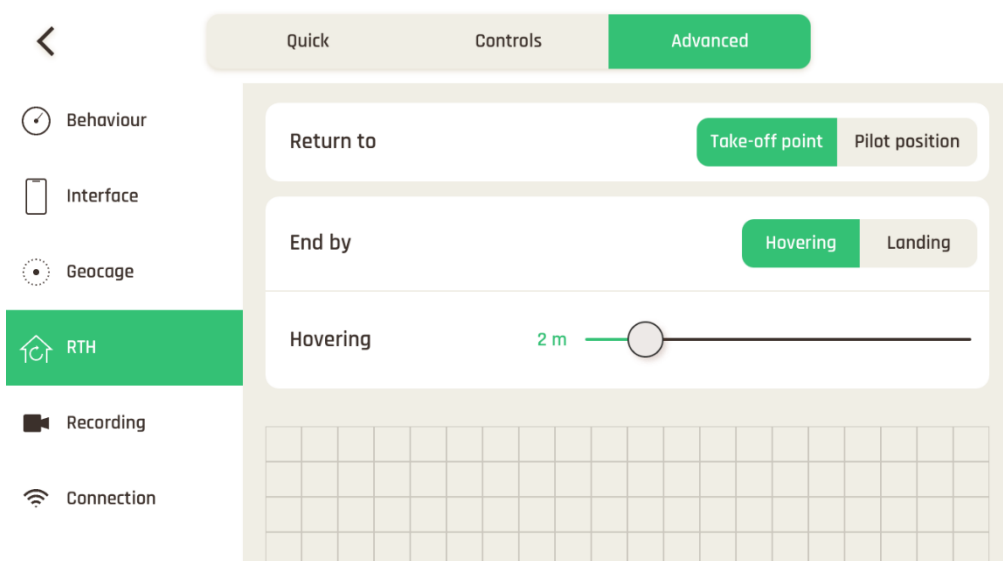 Quick Controls Advanced
Behaviour
Interface
Geocage
RTH
Recording
Connection
Return to Take-off point Pilot position
End by Hovering Landing
Hovering 2 m